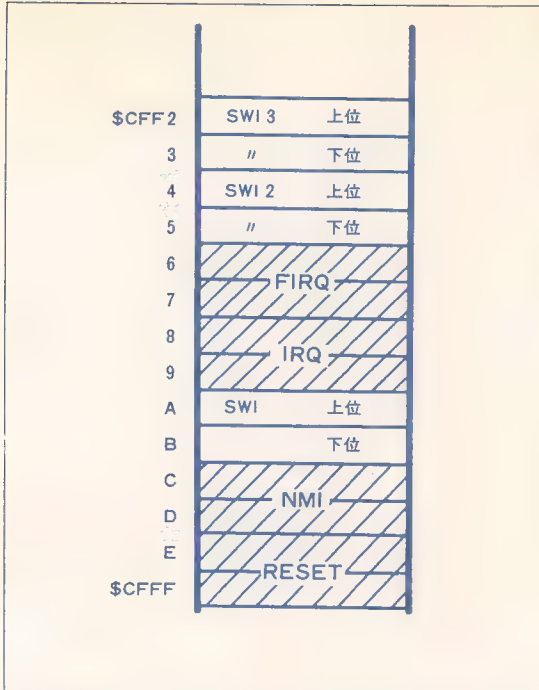 $CFF2 SWI 3 上位
3 〃 下位
4 SWI 2 上位
5 〃 下位
6
FIRQ
7
8
IRQ
9
A SWI 上位
B 下位
C
NMI
D
E
RESET
$CFFF